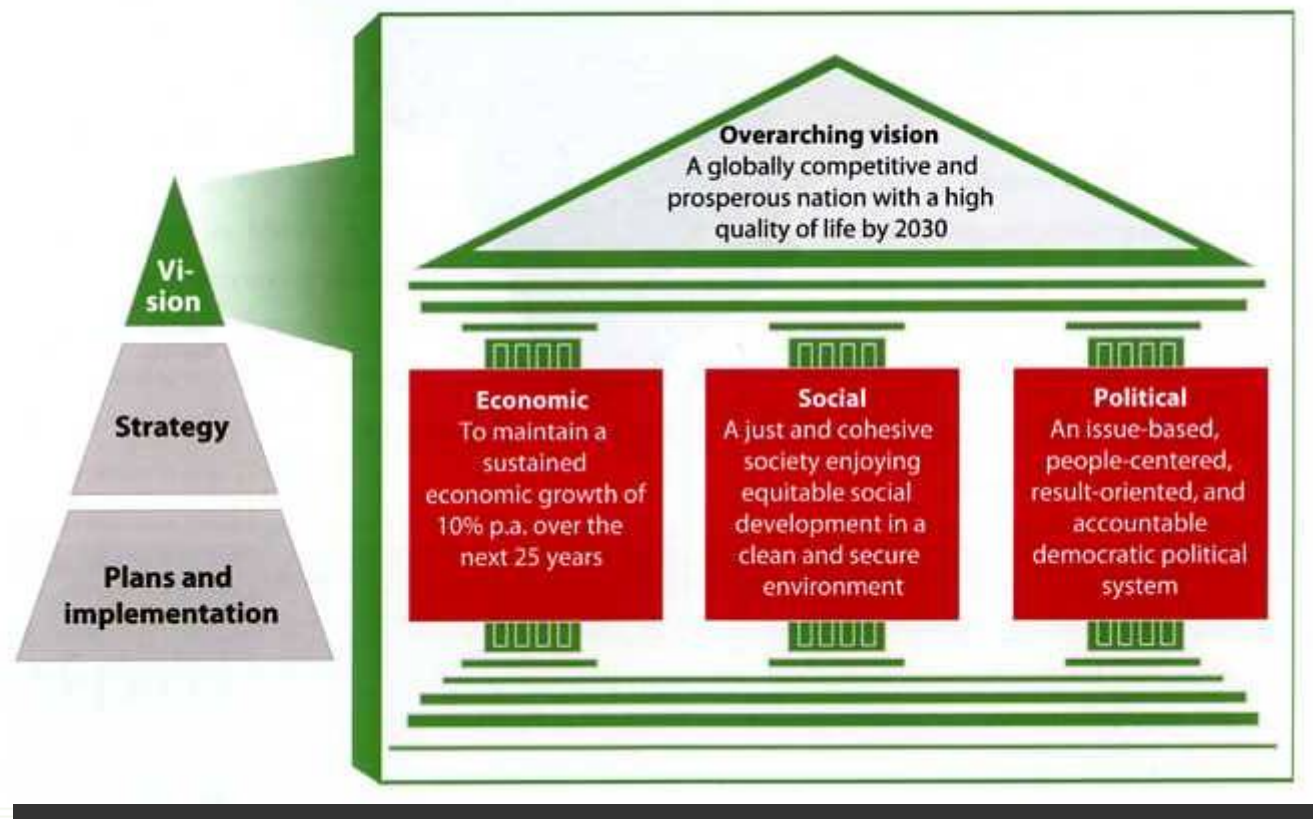 Vi-
sion
Strategy
Plans and
implementation
Overarching vision
A globally competitive and
prosperous nation with a high
quality of life by 2030
Economic
To maintain a
sustained
economic growth of
10% p.a. over the
next 25 years
Social
A just and cohesive
society enjoying
equitable social
development in a
clean and secure
environment
Political
An issue-based,
people-centered,
result-oriented, and
accountable
democratic political
system